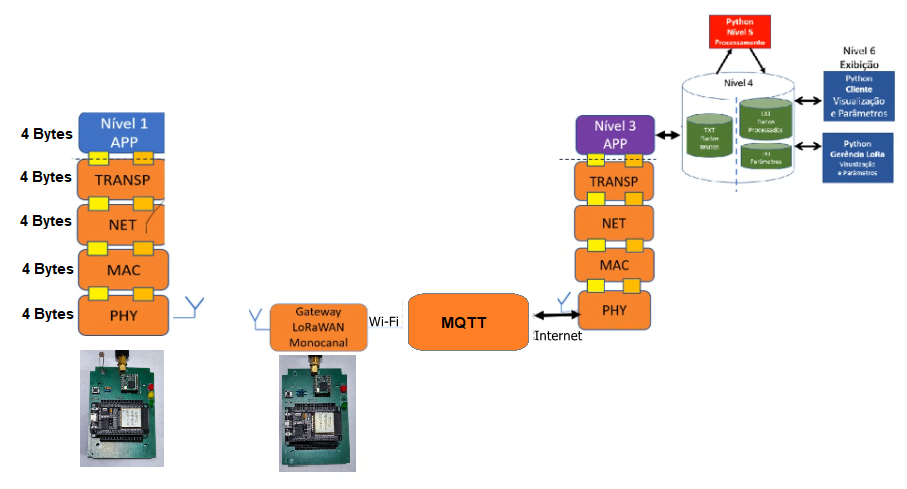 Python
Nível 5
Processamento
Nível 6
Exibição
Nível 4
Python
Cliente
Visualização
e Parâmetros
TXT
Dados
Brutos
TXT
Dados
Processados
TXT
Parâmetros
Python
Gerência LoRa
Visualização
e Parâmetros
4 Bytes
Nível 1
APP
4 Bytes
TRANSP
4 Bytes
NET
4 Bytes
MAC
4 Bytes
PHY
Gateway
LoRaWAN
Monocanal
Wi-Fi
MQTT
Internet
Nível 3
APP
TRANSP
NET
MAC
PHY